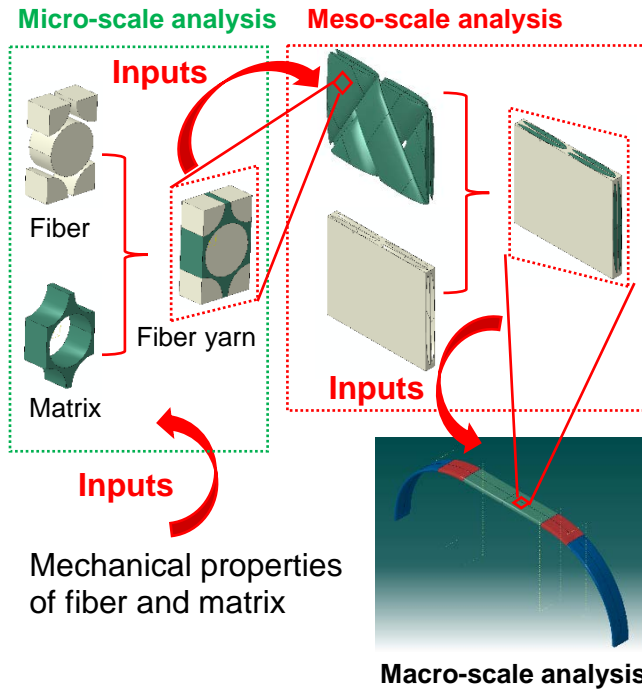 Micro-scale analysis
Meso-scale analysis
Inputs
Fiber
Fiber yarn
Matrix
Inputs
Inputs
Mechanical properties
of fiber and matrix
Macro-scale analysis